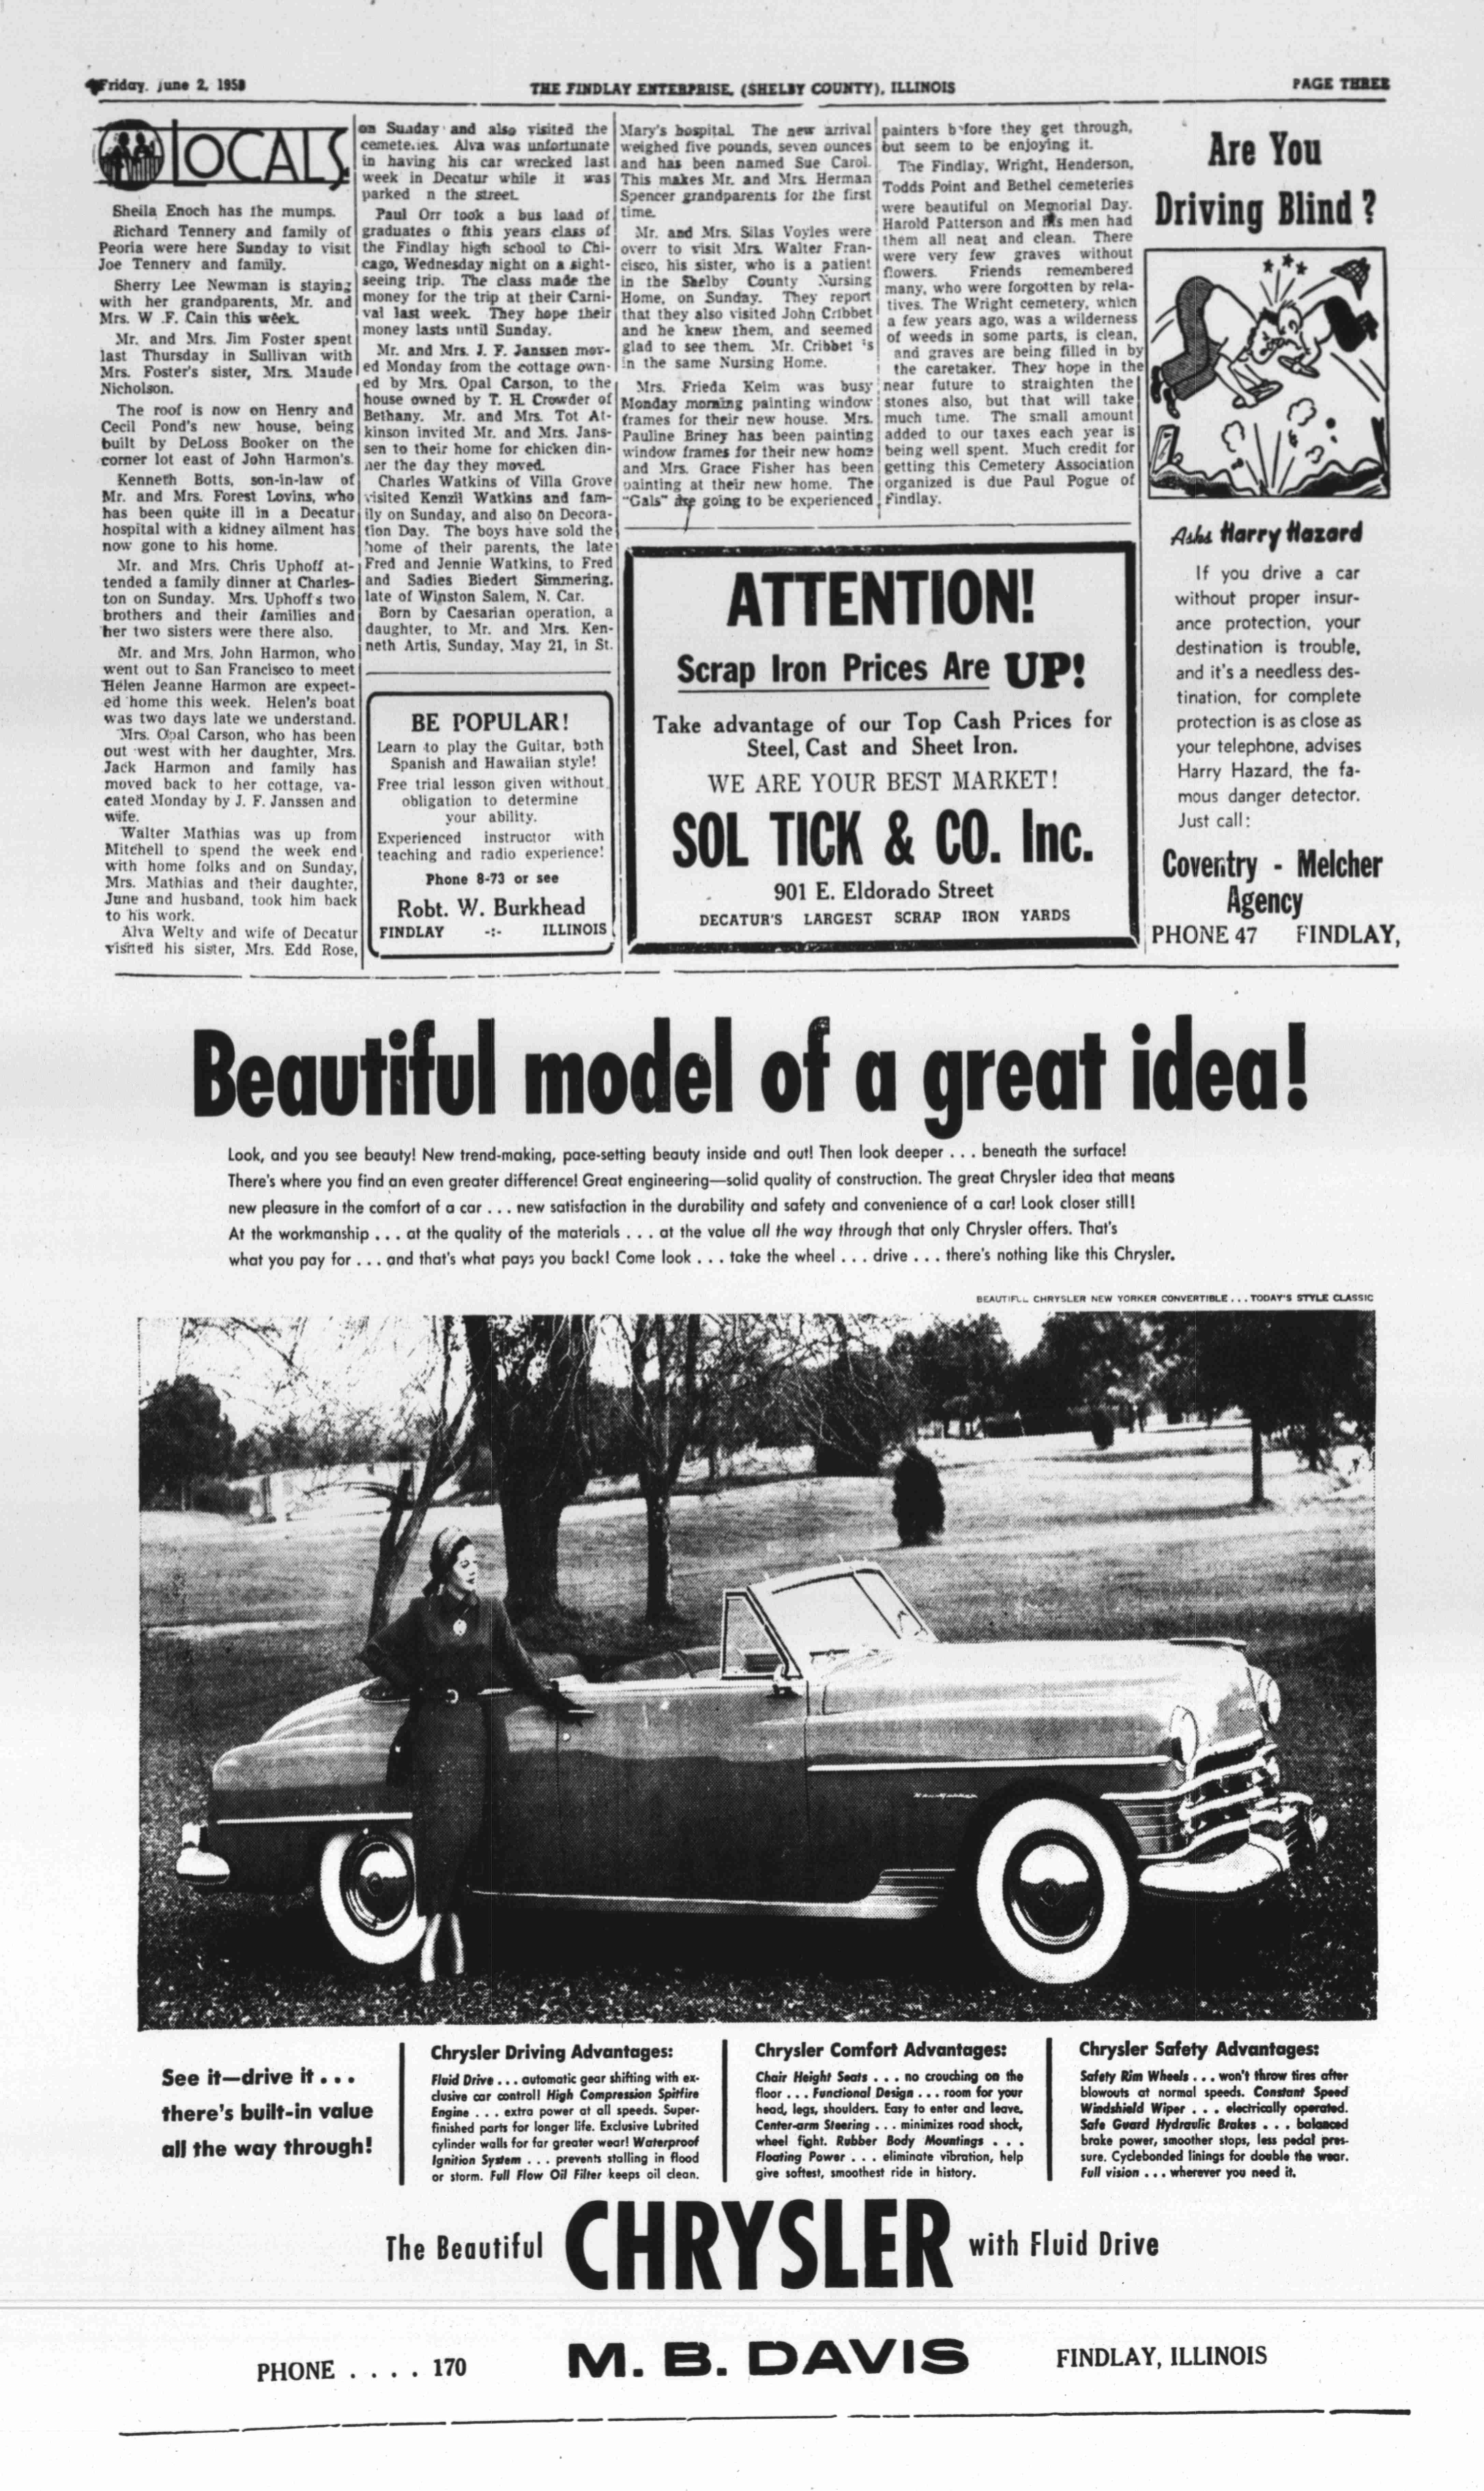 Friday, June 2, 1950
THE FINDLAY ENTERPRISE, (SHELBY COUNTY), ILLINOIS
PAGE THREE
LOCALS
Sheila Enoch has the mumps.
Richard Tennery and family of
Peoria were here Sunday to visit
Joe Tennery and family.
Sherry Lee Newman is staying
with her grandparents, Mr. and
Mrs. W .F. Cain this week.
Mr. and Mrs. Jim Foster spent
last Thursday in Sullivan with
Mrs. Foster's sister, Mrs. Maude
Nicholson.
The roof is now on Henry and
Cecil Pond's new house, being
built by DeLoss Booker on the
corner lot east of John Harmon's.
Kenneth Botts, son-in-law of
Mr. and Mrs. Forest Lovins, who
has been quite ill in a Decatur
hospital with a kidney ailment has
now gone to his home.
Mr. and Mrs. Chris Uphoff at-
tended a family dinner at Charles-
ton on Sunday. Mrs. Uphoff s two
brothers and their families and
her two sisters were there also.
Mr. and Mrs. John Harmon, who
went out to San Francisco to meet
Helen Jeanne Harmon are expect-
ed home this week. Helen's boat
was two days late we understand.
Mrs. Opal Carson, who has been
out west with her daughter, Mrs.
Jack Harmon and family has
moved back to her cottage, va-
cated Monday by J. F. Janssen and
wife.
Walter Mathias was up from
Mitchell to spend the week end
with home folks and on Sunday,
Mrs. Mathias and their daughter,
June and husband, took him back
to his work.
Alva Welty and wife of Decatur
visited his sister, Mrs. Edd Rose,
on Sunday and also visited the
cemeteries. Alva was unfortunate
in having his car wrecked last
week in Decatur while it was
parked n the street.
Paul Orr took a bus load of
graduates o fthis years class of
the Findlay high school to Chi-
cago, Wednesday night on a sight-
seeing trip. The class made the
money for the trip at their Carni-
val last week. They hope their
money lasts until Sunday.
Mr. and Mrs. J. F. Janssen mov-
ed Monday from the cottage own-
ed by Mrs. Opal Carson, to the
house owned by T. H. Crowder of
Bethany. Mr. and Mrs. Tot At-
kinson invited Mr. and Mrs. Jans-
sen to their home for chicken din-
ner the day they moved.
Charles Watkins of Villa Grove
visited Kenzil Watkins and fam-
ily on Sunday, and also on Decora-
tion Day. The boys have sold the
home of their parents, the late
Fred and Jennie Watkins, to Fred
and Sadies Biedert Simmering,
late of Winston Salem, N. Car.
Born by Caesarian operation, a
daughter, to Mr. and Mrs. Ken-
neth Artis, Sunday, May 21, in St.
Mary's hospital. The new arrival
weighed five pounds, seven ounces
and has been named Sue Carol.
This makes Mr. and Mrs. Herman
Spencer grandparents for the first
time.
Mr. and Mrs. Silas Voyles were
overr to visit Mrs. Walter Fran-
cisco, his sister, who is a patient
in the Shelby County Nursing
Home, on Sunday. They report
that they also visited John Cribbet
and he knew them, and seemed
glad to see them. Mr. Cribbet 's
in the same Nursing Home.
Mrs. Frieda Keim was busy
Monday morning painting window
frames for their new house. Mrs.
Pauline Briney has been painting
window frames for their new home
and Mrs. Grace Fisher has been
painting at their new home. The
"Gals" are going to be experienced
painters before they get through,
but seem to be enjoying it.
The Findlay, Wright, Henderson,
Todds Point and Bethel cemeteries
were beautiful on Memorial Day.
Harold Patterson and his men had
them all neat and clean. There
were very few graves without
flowers. Friends remembered
many, who were forgotten by rela-
tives. The Wright cemetery, which
a few years ago, was a wilderness
of weeds in some parts, is clean,
and graves are being filled in by
the caretaker. They hope in the
near future to straighten the
stones also, but that will take
much time. The small amount
added to our taxes each year is
being well spent. Much credit for
getting this Cemetery Association
organized is due Paul Pogue of
Findlay.
BE POPULAR!
Learn to play the Guitar, both
Spanish and Hawaiian style!
Free trial lesson given without
obligation to determine
your ability.
Experienced instructor with
teaching and radio experience!
Phone 8-73 or see
Robt. W. Burkhead
FINDLAY -:- ILLINOIS
ATTENTION!
Scrap Iron Prices Are UP!
Take advantage of our Top Cash Prices for
Steel, Cast and Sheet Iron.
WE ARE YOUR BEST MARKET!
SOL TICK & CO. Inc.
901 E. Eldorado Street
DECATUR'S LARGEST SCRAP IRON YARDS
Are You
Driving Blind ?
Asks Harry Hazard
If you drive a car
without proper insur-
ance protection, your
destination is trouble,
and it's a needless des-
tination, for complete
protection is as close as
your telephone, advises
Harry Hazard, the fa-
mous danger detector.
Just call:
Coventry - Melcher
Agency
PHONE 47 FINDLAY,
Beautiful model of a great idea!
Look, and you see beauty! New trend-making, pace-setting beauty inside and out! Then look deeper . . . beneath the surface!
There's where you find an even greater difference! Great engineering—solid quality of construction. The great Chrysler idea that means
new pleasure in the comfort of a car . . . new satisfaction in the durability and safety and convenience of a car! Look closer still!
At the workmanship . . . at the quality of the materials . . . at the value all the way through that only Chrysler offers. That's
what you pay for . . . and that's what pays you back! Come look . . . take the wheel . . . drive . . . there's nothing like this Chrysler.
BEAUTIFUL CHRYSLER NEW YORKER CONVERTIBLE . . . TODAY'S STYLE CLASSIC
See it—drive it . . .
there's built-in value
all the way through!
Chrysler Driving Advantages:
Fluid Drive . . . automatic gear shifting with ex-
clusive car control! High Compression Spitfire
Engine . . . extra power at all speeds. Super-
finished parts for longer life. Exclusive Lubrited
cylinder walls for far greater wear! Waterproof
Ignition System . . . prevents stalling in flood
or storm. Full Flow Oil Filter keeps oil clean.
Chrysler Comfort Advantages:
Chair Height Seats . . . no crouching on the
floor . . . Functional Design . . . room for your
head, legs, shoulders. Easy to enter and leave.
Center-arm Steering . . . minimizes road shock,
wheel fight. Rubber Body Mountings . . .
Floating Power . . . eliminate vibration, help
give softest, smoothest ride in history.
Chrysler Safety Advantages:
Safety Rim Wheels . . . won't throw tires after
blowouts at normal speeds. Constant Speed
Windshield Wiper . . . electrically operated.
Safe Guard Hydraulic Brakes . . . balanced
brake power, smoother stops, less pedal pres-
sure. Cyclebonded linings for double the wear.
Full vision . . . wherever you need it.
The Beautiful CHRYSLER with Fluid Drive
PHONE . . . . 170
M. B. DAVIS
FINDLAY, ILLINOIS